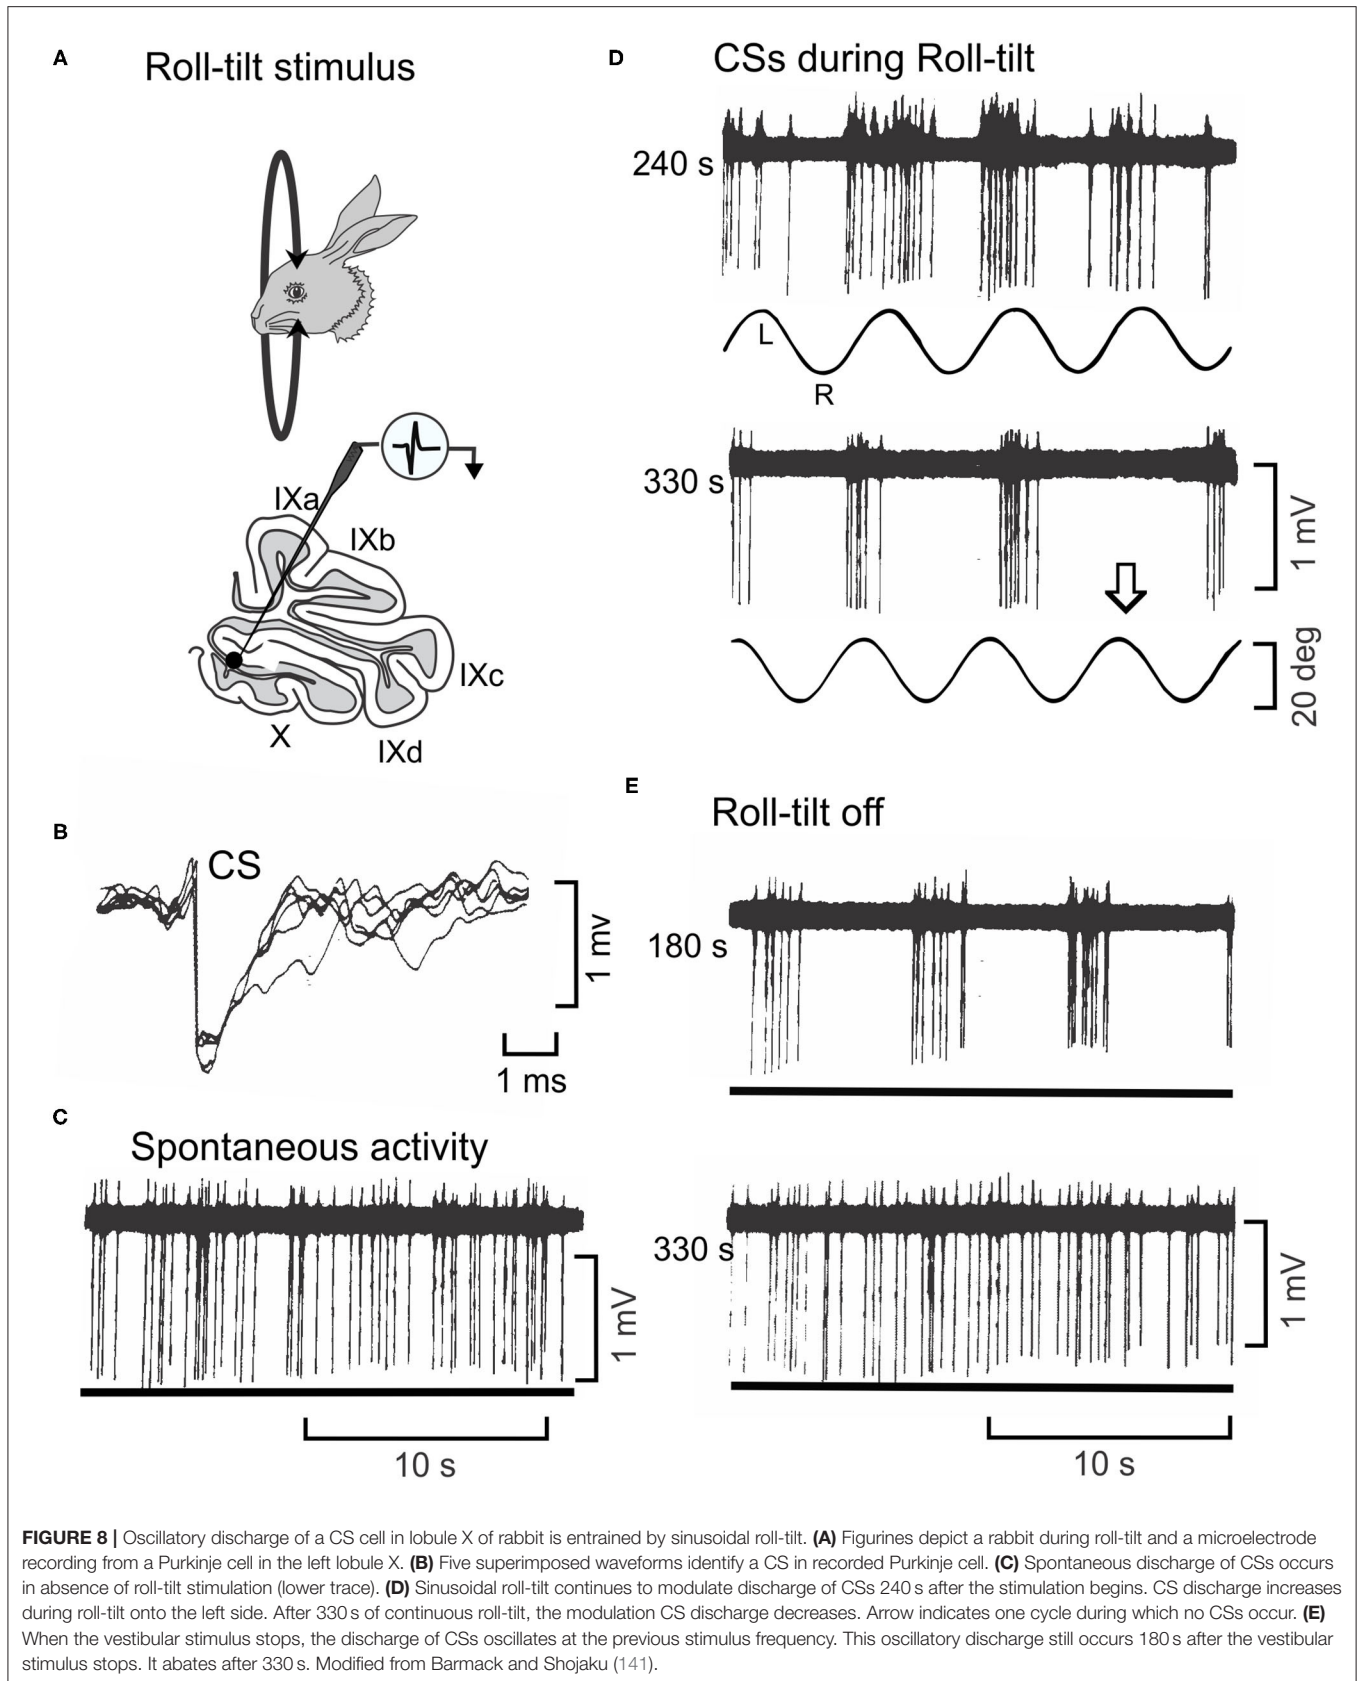 A
Roll-tilt stimulus
IXa
IXb
IXc
X
IXd
B
CS
1 mv
1 ms
C
Spontaneous activity
1 mV
10 s
D
CSs during Roll-tilt
240 s
L
R
330 s
1 mV
20 deg
E
Roll-tilt off
180 s
330 s
1 mV
10 s
FIGURE 8 | Oscillatory discharge of a CS cell in lobule X of rabbit is entrained by sinusoidal roll-tilt. (A) Figurines depict a rabbit during roll-tilt and a microelectrode
recording from a Purkinje cell in the left lobule X. (B) Five superimposed waveforms identify a CS in recorded Purkinje cell. (C) Spontaneous discharge of CSs occurs
in absence of roll-tilt stimulation (lower trace). (D) Sinusoidal roll-tilt continues to modulate discharge of CSs 240 s after the stimulation begins. CS discharge increases
during roll-tilt onto the left side. After 330 s of continuous roll-tilt, the modulation CS discharge decreases. Arrow indicates one cycle during which no CSs occur. (E)
When the vestibular stimulus stops, the discharge of CSs oscillates at the previous stimulus frequency. This oscillatory discharge still occurs 180 s after the vestibular
stimulus stops. It abates after 330 s. Modified from Barmack and Shojaku (141).